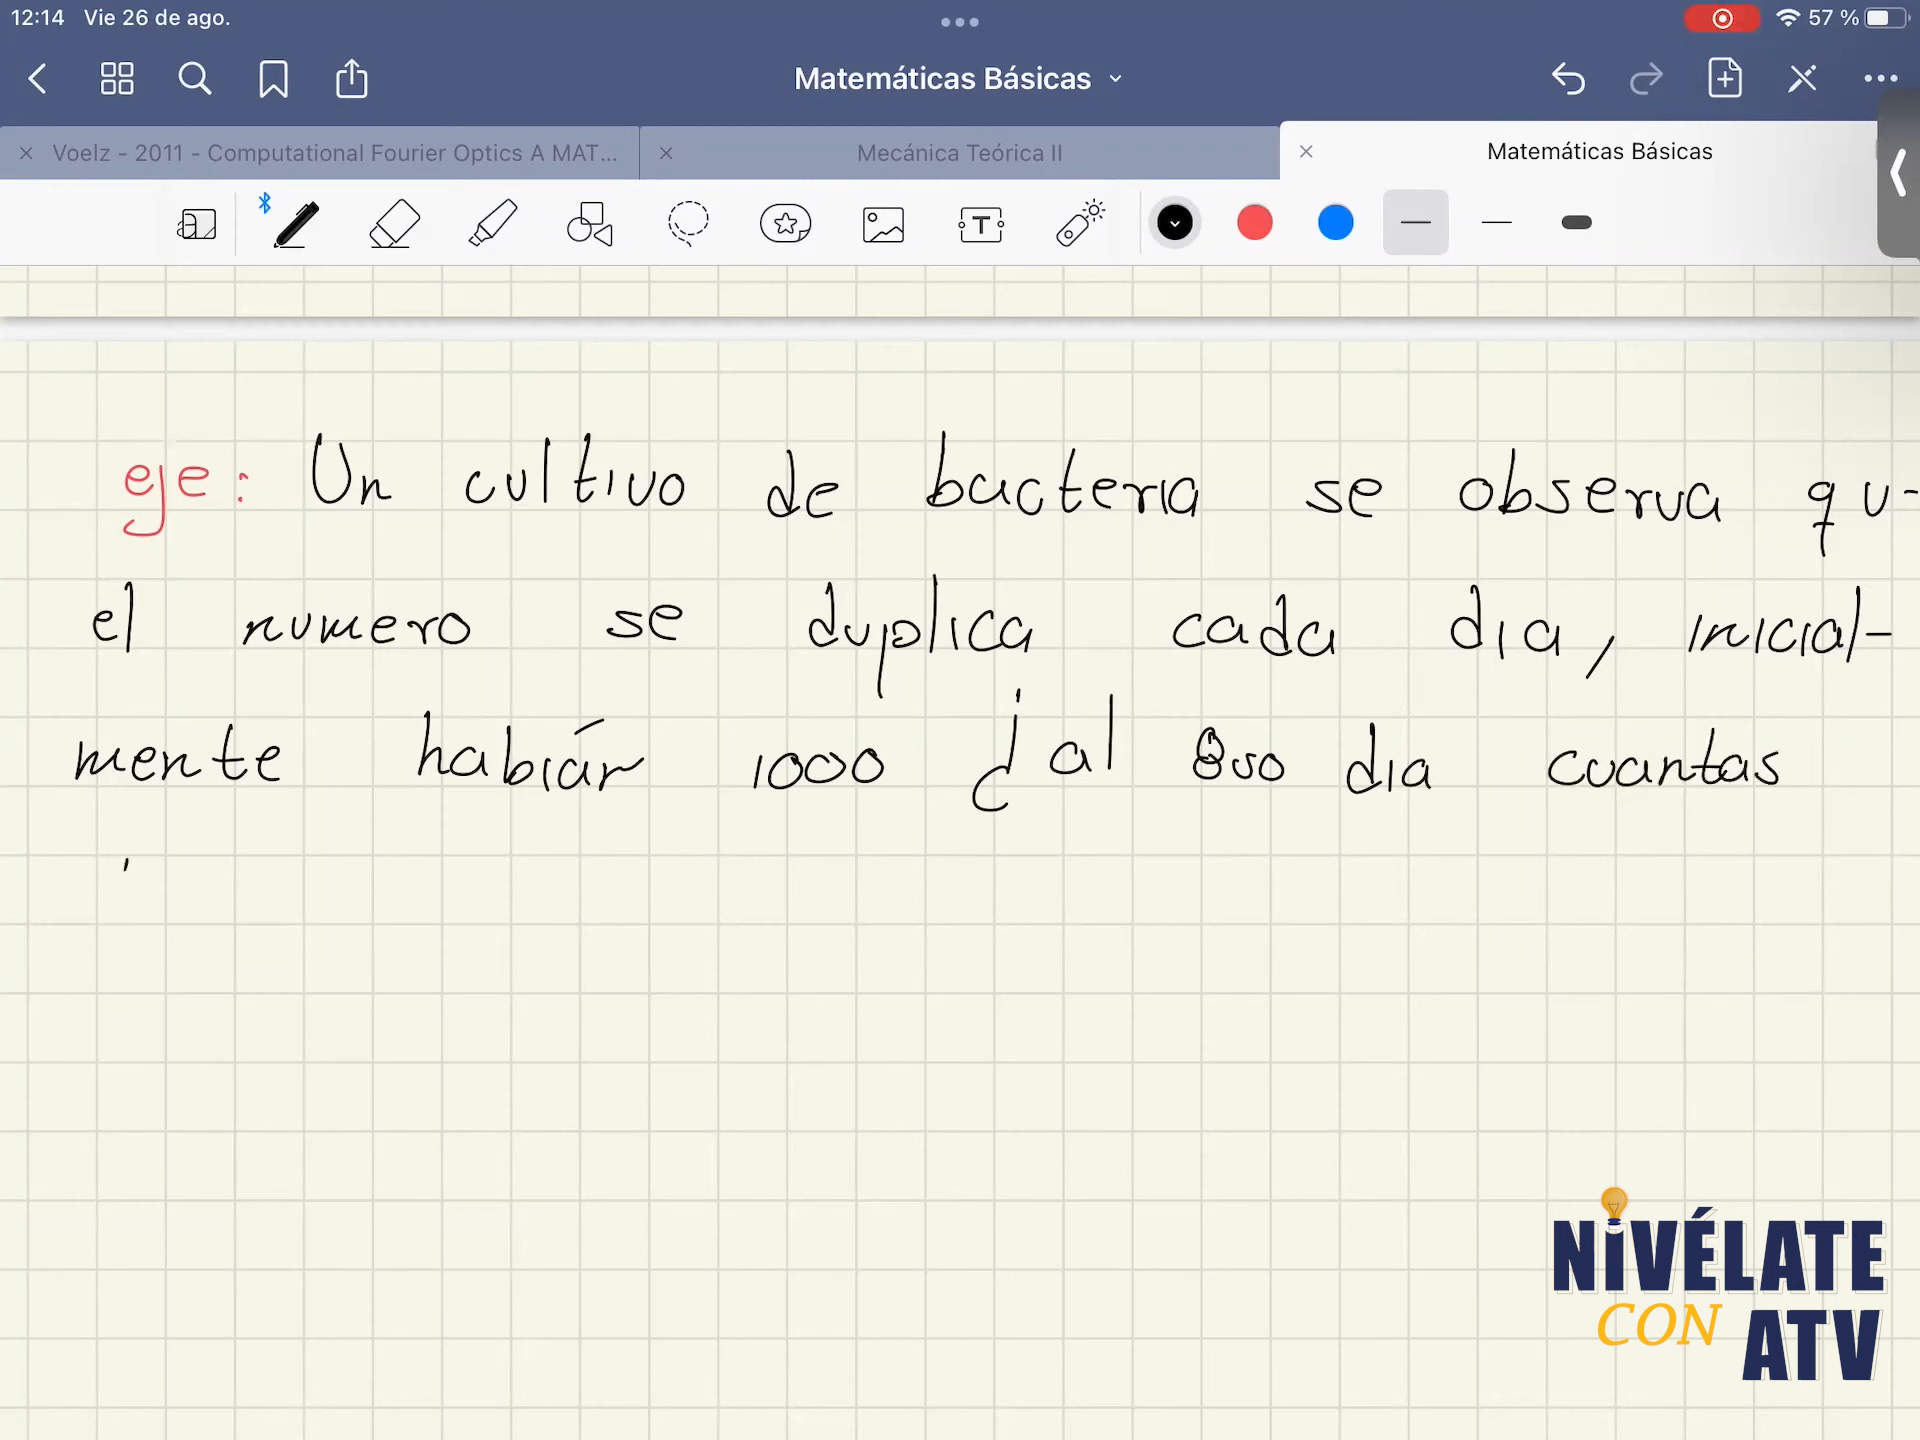 12:14 Vie 26 de ago. 57 %
Matemáticas Básicas
Voelz - 2011 - Computational Fourier Optics A MAT... Mecánica Teórica II Matemáticas Básicas
eje: Un cultivo de bacteria se observa qu-
el numero se duplica cada dia, inicial-
mente habián 1000 ¿al 8vo dia cuantas
NIVÉLATE
CON
ATV